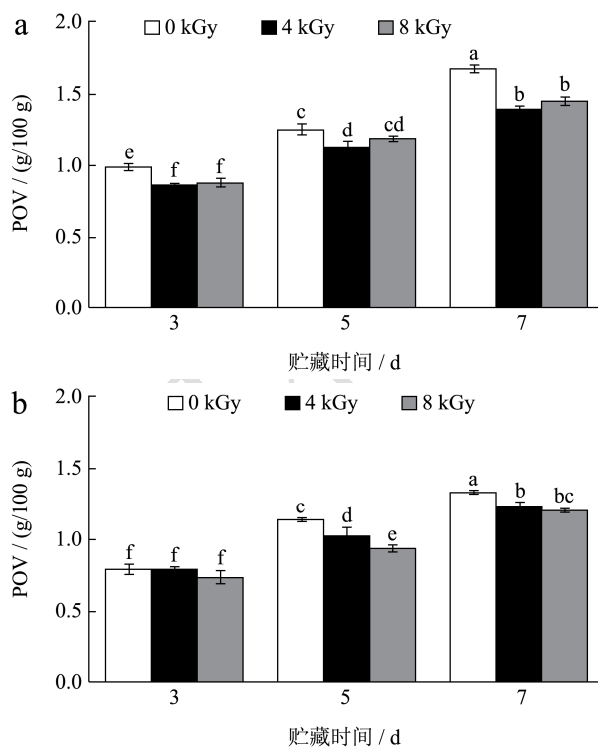 a
0 kGy 4 kGy 8 kGy
POV / (g/100 g)
2.0
1.5
1.0
0.5
0.0
e f f
c d cd
a b b
3 5 7
贮藏时间 / d
b
0 kGy 4 kGy 8 kGy
POV / (g/100 g)
2.0
1.5
1.0
0.5
0.0
f f f
c d e
a b bc
3 5 7
贮藏时间 / d